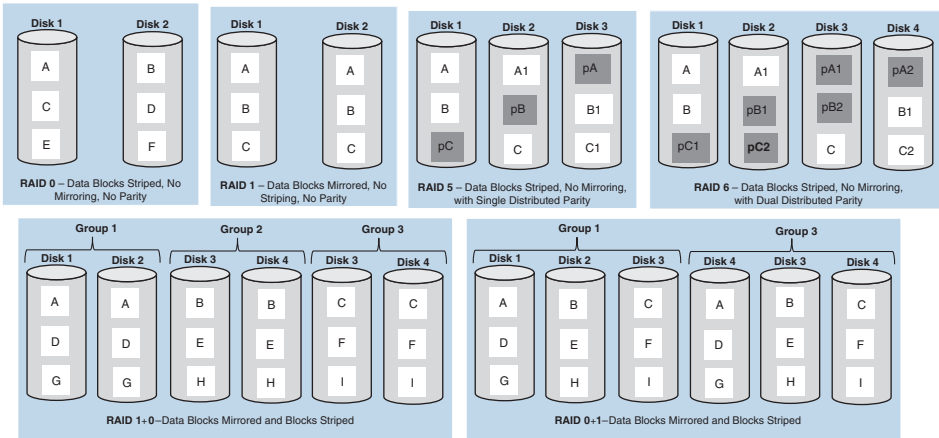 Disk 1 Disk 2
A B
C D
E F
RAID 0 – Data Blocks Striped, No
Mirroring, No Parity
Disk 1 Disk 2
A A
B B
C C
RAID 1 – Data Blocks Mirrored, No
Striping, No Parity
Disk 1 Disk 2 Disk 3
A A1 pA
B pB B1
pC C C1
RAID 5 – Data Blocks Striped, No Mirroring,
with Single Distributed Parity
Disk 1 Disk 2 Disk 3 Disk 4
A A1 pA1 pA2
B pB1 pB2 B1
pC1 pC2 C C2
RAID 6 – Data Blocks Striped, No Mirroring,
with Dual Distributed Parity
Group 1 Group 2 Group 3
Disk 1 Disk 2 Disk 3 Disk 4 Disk 3 Disk 4
A A B B C C
D D E E F F
G G H H I I
RAID 1+0–Data Blocks Mirrored and Blocks Striped
Group 1 Group 3
Disk 1 Disk 2 Disk 3 Disk 4 Disk 3 Disk 4
A B C A B C
D E F D E F
G H I G H I
RAID 0+1–Data Blocks Mirrored and Blocks Striped